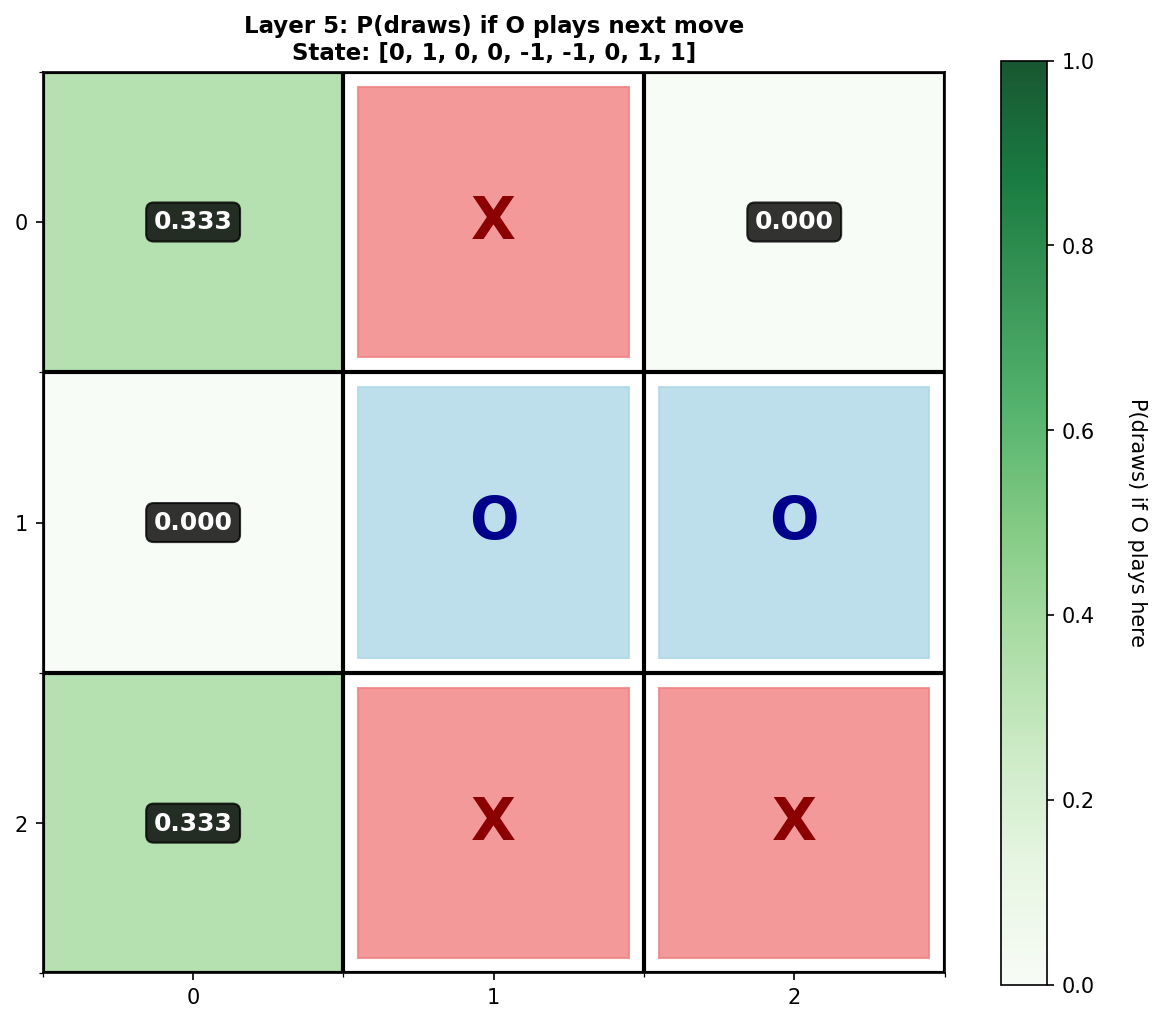 Layer 5: P(draws) if O plays next move
State: [0, 1, 0, 0, -1, -1, 0, 1, 1]
0
0.333
X
0.000
1
0.000
O
O
2
0.333
X
X
0
1
2
1.0
0.8
0.6
0.4
0.2
0.0
P(draws) if O plays here